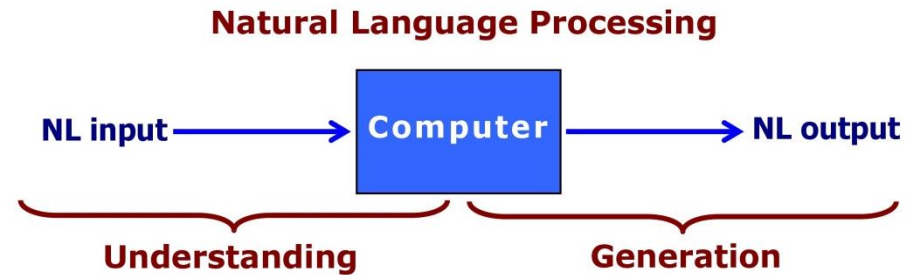 Natural Language Processing
NL input
Computer
NL output
Understanding
Generation